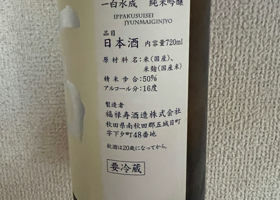 一白水成　純米吟醸
IPPAKUSUISEI
JYUNMAIGINJYO
品目
日本酒 内容量720ml
原材料名：米(国産)、
米麹(国産米)
精米歩合：50%
アルコール分：16度
製造者
福禄寿酒造株式会社
秋田県南秋田郡五城目町
字下夕町48番地
飲酒は20歳になってから。
要冷蔵